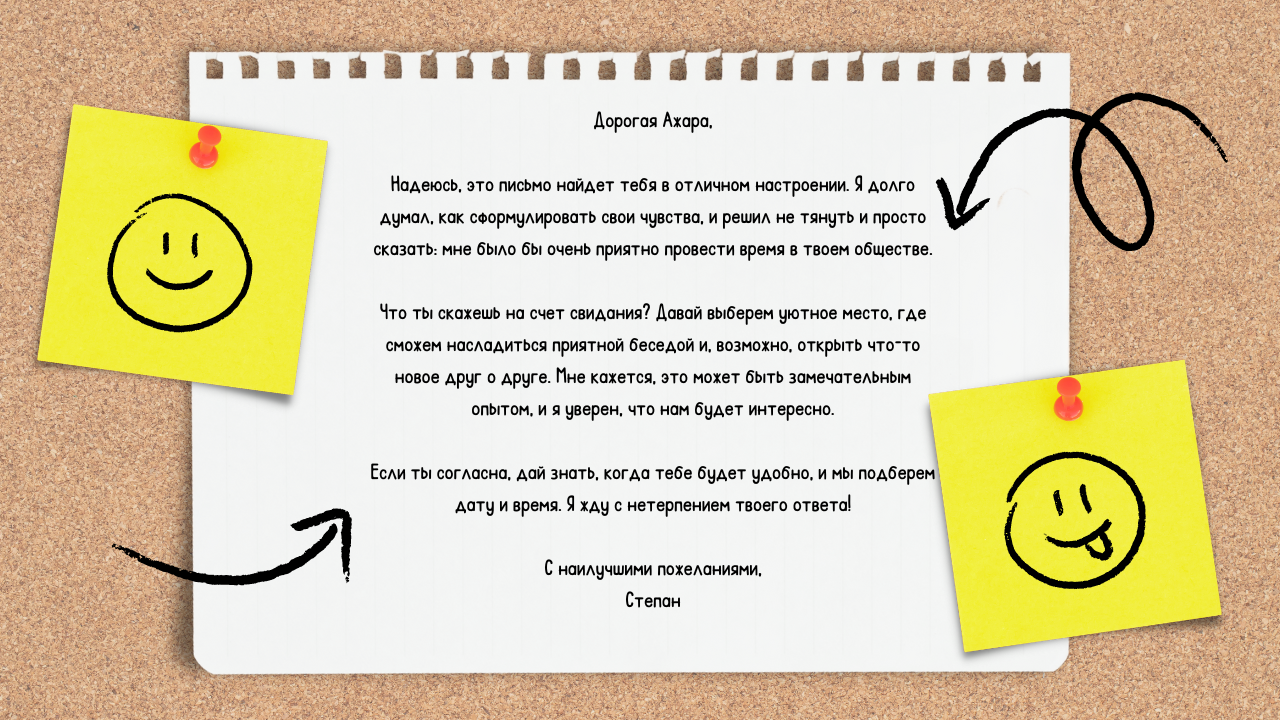 Дорогая Ажара,
Надеюсь, это письмо найдет тебя в отличном настроении. Я долго
думал, как сформулировать свои чувства, и решил не тянуть и просто
сказать: мне было бы очень приятно провести время в твоем обществе.
Что ты скажешь на счет свидания? Давай выберем уютное место, где
сможем насладиться приятной беседой и, возможно, открыть что-то
новое друг о друге. Мне кажется, это может быть замечательным
опытом, и я уверен, что нам будет интересно.
Если ты согласна, дай знать, когда тебе будет удобно, и мы подберем
дату и время. Я жду с нетерпением твоего ответа!
С наилучшими пожеланиями,
Степан